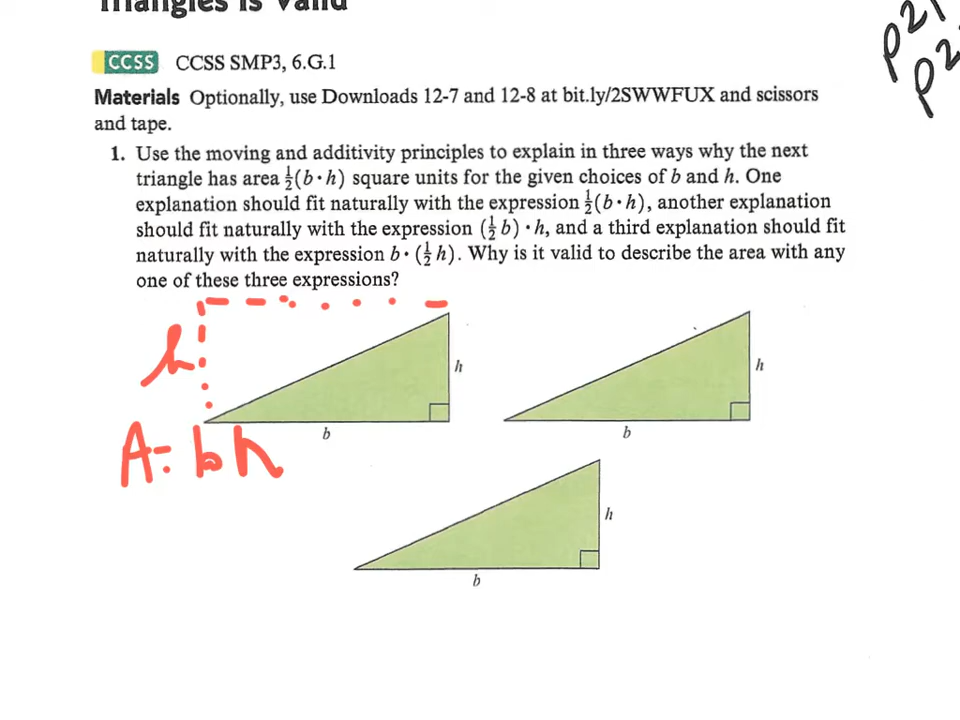 Triangles is Valid
P21
P2
CCSS CCSS SMP3, 6.G.1
Materials Optionally, use Downloads 12-7 and 12-8 at bit.ly/2SWWFUX and scissors
and tape.
1. Use the moving and additivity principles to explain in three ways why the next
triangle has area ½(b · h) square units for the given choices of b and h. One
explanation should fit naturally with the expression ½(b · h), another explanation
should fit naturally with the expression (½ b) · h, and a third explanation should fit
naturally with the expression b · (½ h). Why is it valid to describe the area with any
one of these three expressions?
h
h
h
b
b
A = bh
h
b